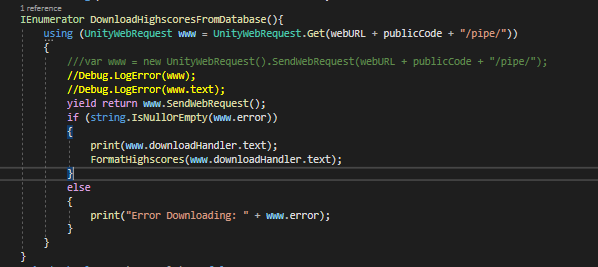 1 reference
IEnumerator DownloadHighscoresFromDatabase(){
using (UnityWebRequest www = UnityWebRequest.Get(webURL + publicCode + "/pipe/"))
{
///var www = new UnityWebRequest().SendWebRequest(webURL + publicCode + "/pipe/");
//Debug.LogError(www);
//Debug.LogError(www.text);
yield return www.SendWebRequest();
if (string.IsNullOrEmpty(www.error))
{
print(www.downloadHandler.text);
FormatHighscores(www.downloadHandler.text);
}
else
{
print("Error Downloading: " + www.error);
}
}
}